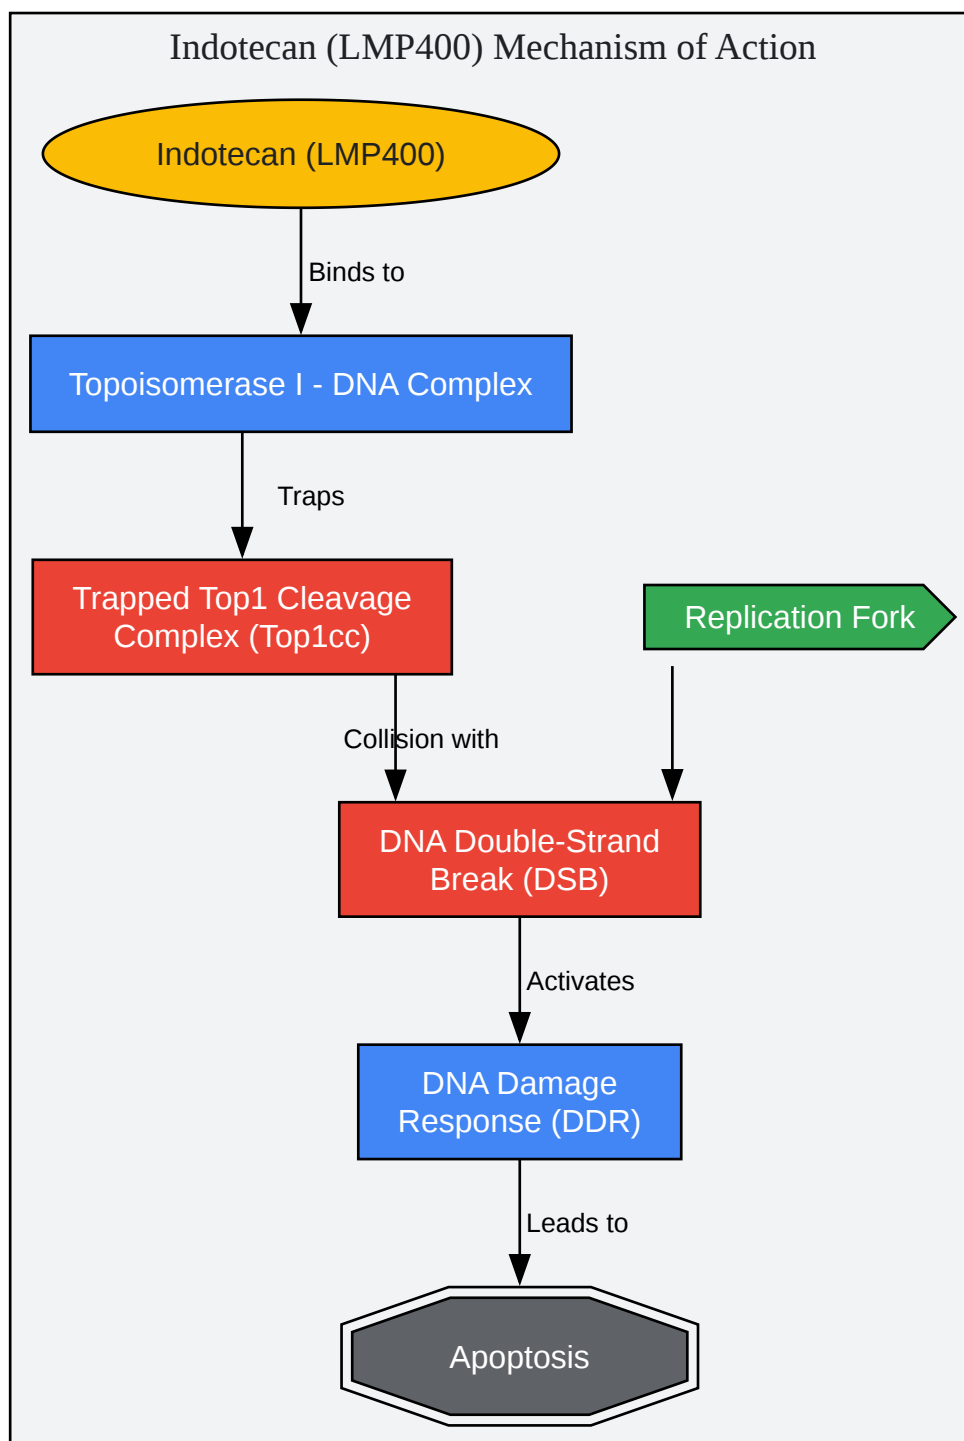 Indotecan (LMP400) Mechanism of Action
Indotecan (LMP400)
Binds to
Topoisomerase I - DNA Complex
Traps
Trapped Top1 Cleavage
Complex (Top1cc)
Replication Fork
Collision with
DNA Double-Strand
Break (DSB)
Activates
DNA Damage
Response (DDR)
Leads to
Apoptosis